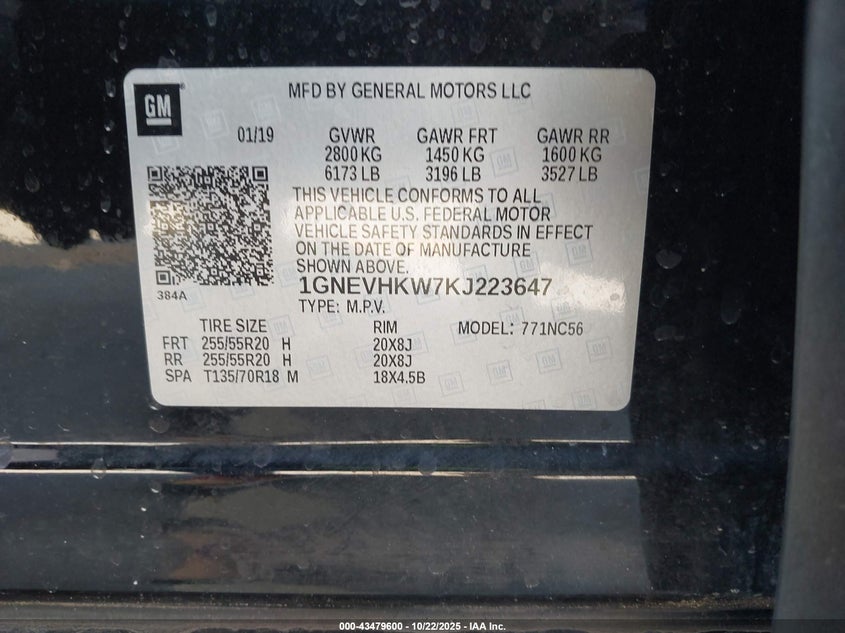 GM
MFD BY GENERAL MOTORS LLC
01/19 GVWR GAWR FRT GAWR RR
2800 KG 1450 KG 1600 KG
6173 LB 3196 LB 3527 LB
THIS VEHICLE CONFORMS TO ALL
APPLICABLE U.S. FEDERAL MOTOR
VEHICLE SAFETY STANDARDS IN EFFECT
ON THE DATE OF MANUFACTURE
SHOWN ABOVE.
384A
1GNEVHKW7KJ223647
TYPE: M.P.V.
TIRE SIZE RIM MODEL: 771NC56
FRT 255/55R20 H 20X8J
RR 255/55R20 H 20X8J
SPA T135/70R18 M 18X4.5B
000-43479600 - 10/22/2025 - IAA Inc.